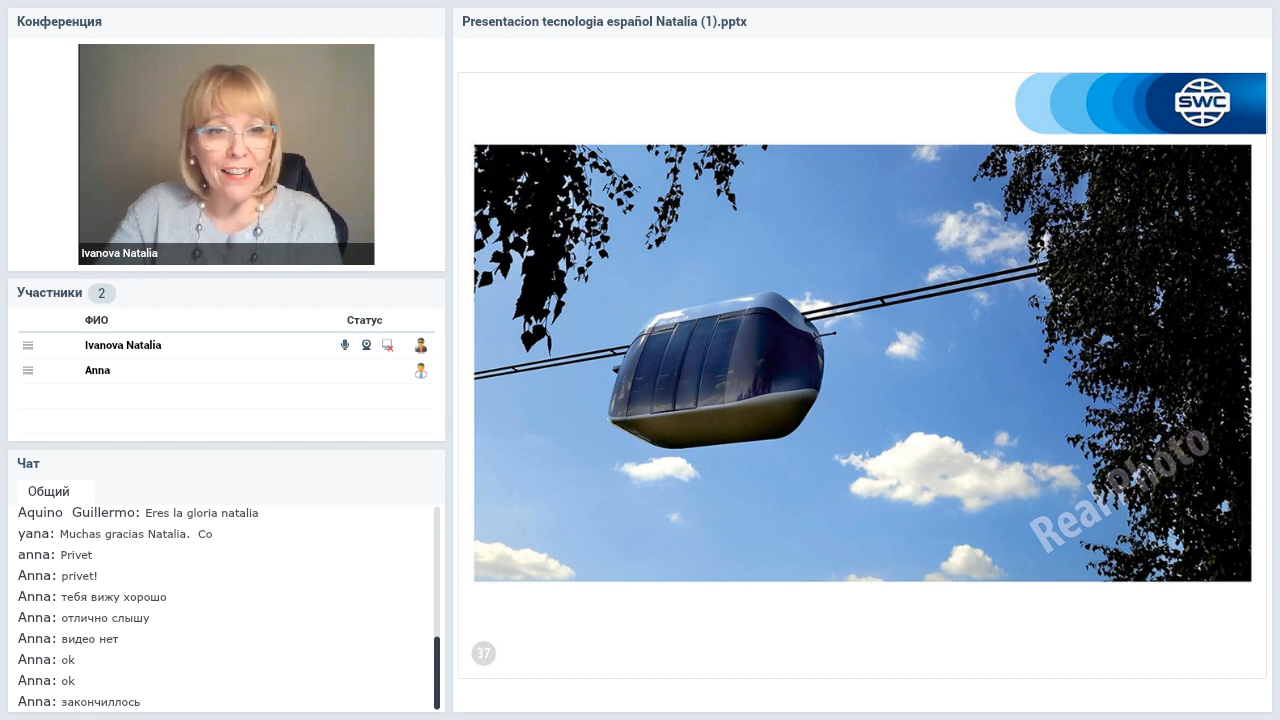 Конференция
Ivanova Natalia
Участники 2
ФИО Статус
Ivanova Natalia
Anna
Чат
Общий
Aquino Guillermo: Eres la gloria natalia
yana: Muchas gracias Natalia. Co
anna: Privet
Anna: privet!
Anna: тебя вижу хорошо
Anna: отлично слышу
Anna: видео нет
Anna: ok
Anna: ok
Anna: закончиллось
Presentacion tecnologia español Natalia (1).pptx
SWC
Real Photo
37